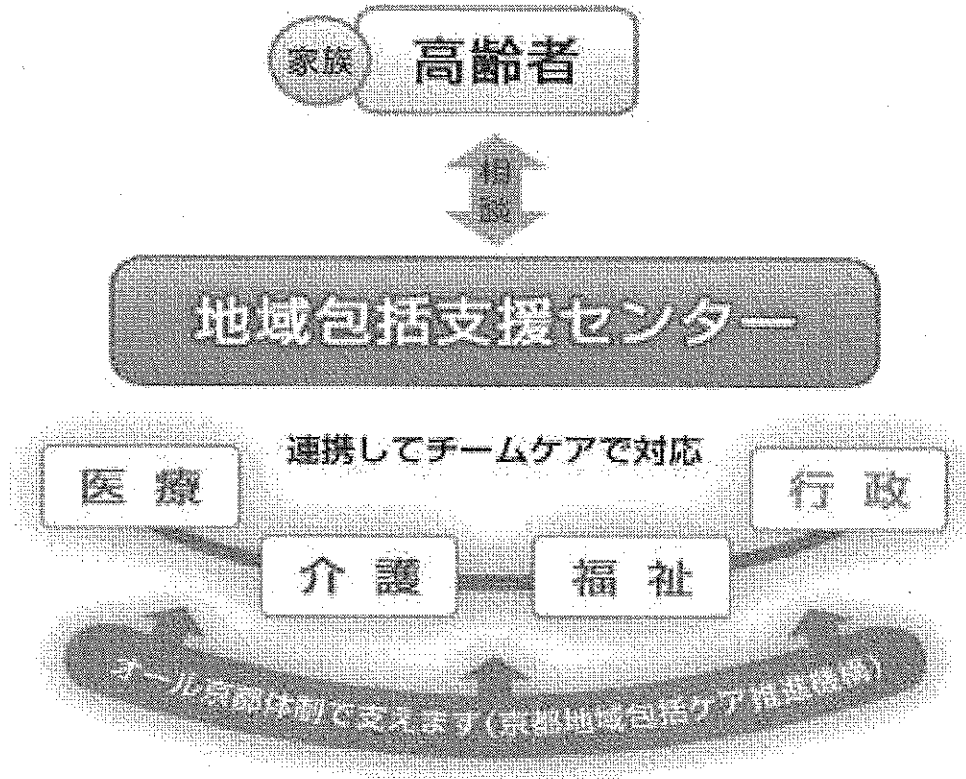 家族
高齢者
相談
地域包括支援センター
連携してチームケアで対応
医療
行政
介護
福祉
オール京都体制で支えます(京都地域包括ケア推進機構)